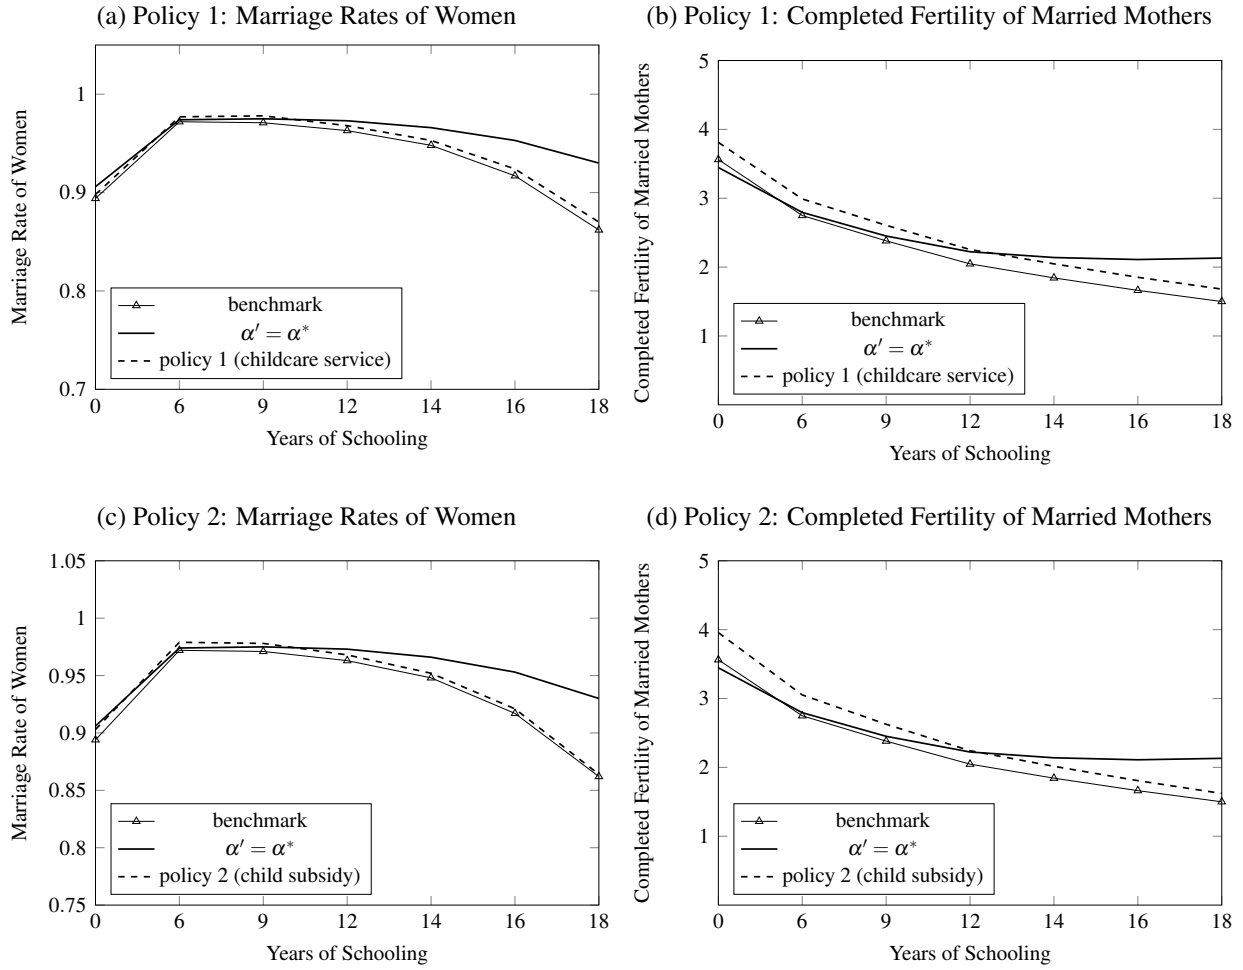 (a) Policy 1: Marriage Rates of Women
1
0.9
0.8
0.7
Marriage Rate of Women
benchmark
α′ = α*
policy 1 (childcare service)
0 6 9 12 14 16 18
Years of Schooling
(b) Policy 1: Completed Fertility of Married Mothers
5
4
3
2
1
Completed Fertility of Married Mothers
benchmark
α′ = α*
policy 1 (childcare service)
0 6 9 12 14 16 18
Years of Schooling
(c) Policy 2: Marriage Rates of Women
1.05
1
0.95
0.9
0.85
0.8
0.75
Marriage Rate of Women
benchmark
α′ = α*
policy 2 (child subsidy)
0 6 9 12 14 16 18
Years of Schooling
(d) Policy 2: Completed Fertility of Married Mothers
5
4
3
2
1
Completed Fertility of Married Mothers
benchmark
α′ = α*
policy 2 (child subsidy)
0 6 9 12 14 16 18
Years of Schooling